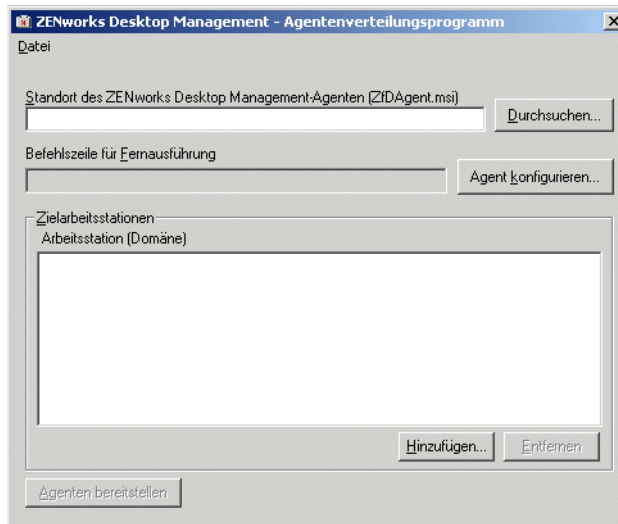 ZENworks Desktop Management - Agentenverteilungsprogramm
Datei
Standort des ZENworks Desktop Management-Agenten (ZfDAgent.msi)
Durchsuchen...
Befehlszeile für Fernausführung
Agent konfigurieren...
Zielarbeitsstationen
Arbeitsstation (Domäne)
Hinzufügen...
Entfernen
Agenten bereitstellen